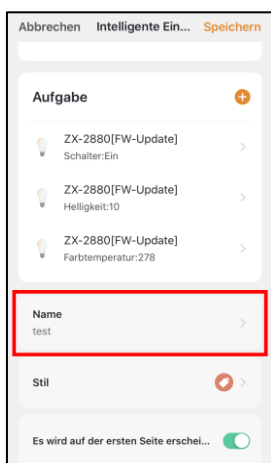 Abbrechen Intelligente Ein... Speichern
Aufgabe
ZX-2880[FW-Update]
Schalter:Ein
ZX-2880[FW-Update]
Helligkeit:10
ZX-2880[FW-Update]
Farbtemperatur:278
Name
test
Stil
Es wird auf der ersten Seite erschei...